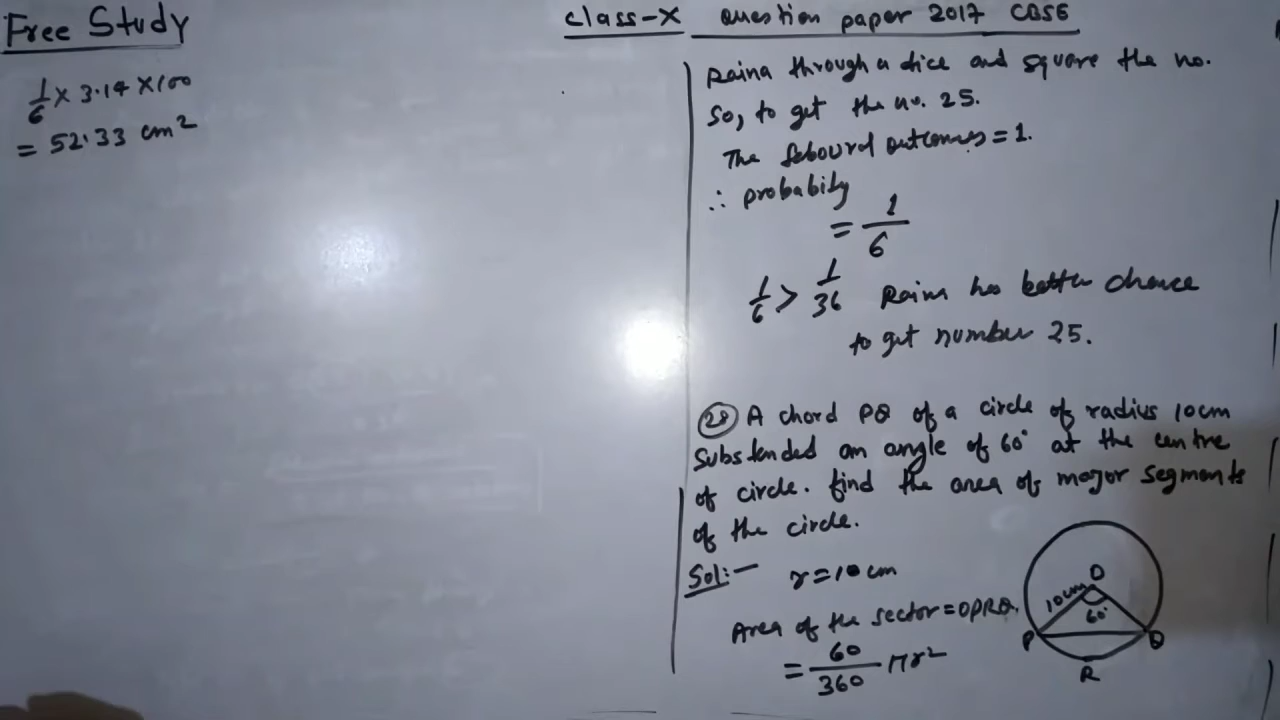 Free Study
Class-X Question paper 2017 CBSE
1/6 × 3.14 × 100
= 52.33 cm²
Raina through a dice and square the no.
So, to get the no. 25.
The outcomes = 1.
∴ probabity
= 1/6
1/6 > 1/36 Raina has better chance
to get number 25.
28 A chord PQ of a circle of radius 10cm
Substended an angle of 60° at the centre
of circle. find the area of major segments
of the circle.
Sol:- r = 10 cm
Area of the sector = OPRQ.
= 60/360 πr²
O
10cm
60°
P Q
R